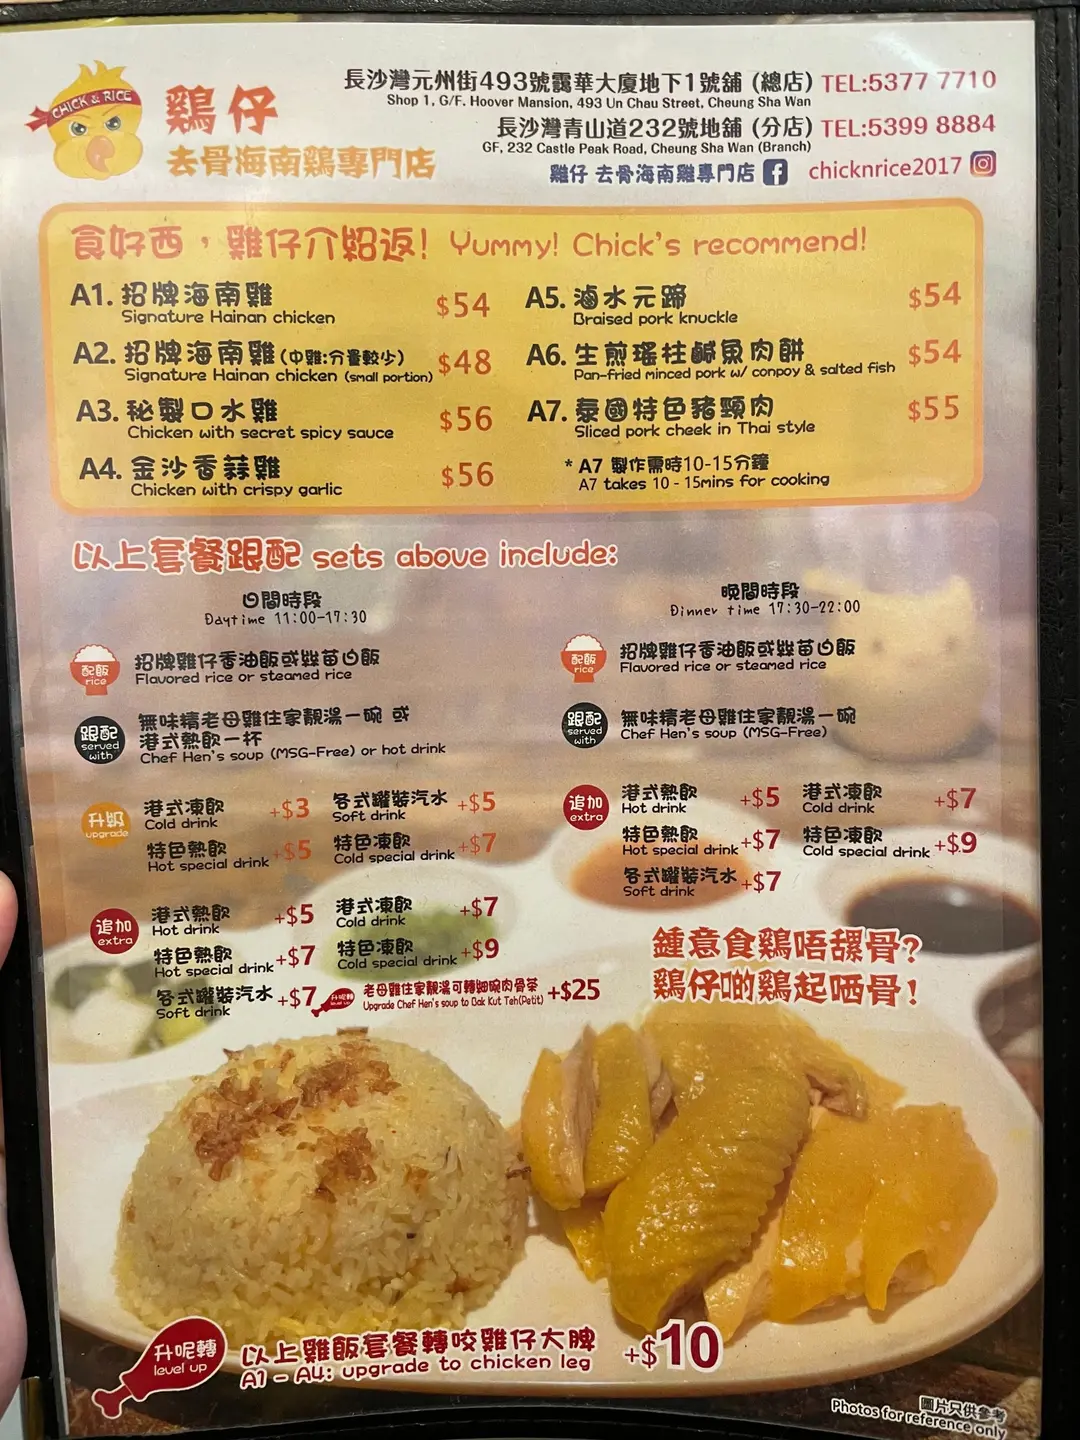 CHICK & RICE
鷄仔
去骨海南鷄專門店
長沙灣元州街493號靄華大廈地下1號舖 (總店) TEL:5377 7710
Shop 1, G/F. Hoover Mansion, 493 Un Chau Street, Cheung Sha Wan
長沙灣青山道232號地舖 (分店) TEL:5399 8884
GF, 232 Castle Peak Road, Cheung Sha Wan (Branch)
雞仔 去骨海南雞專門店 chicknrice2017
食好西，雞仔介紹返! Yummy! Chick's recommend!
A1. 招牌海南雞 $54
Signature Hainan chicken
A2. 招牌海南雞 (中雞:分量較少) $48
Signature Hainan chicken (small portion)
A3. 秘製口水雞 $56
Chicken with secret spicy sauce
A4. 金沙香蒜雞 $56
Chicken with crispy garlic
A5. 滷水元蹄 $54
Braised pork knuckle
A6. 生煎瑤柱鹹魚肉餅 $54
Pan-fried minced pork w/ conpoy & salted fish
A7. 泰國特色豬頸肉 $55
Sliced pork cheek in Thai style
* A7 製作需時10-15分鐘
A7 takes 10 - 15mins for cooking
以上套餐跟配 sets above include:
日間時段
Daytime 11:00-17:30
配飯
rice
招牌雞仔香油飯或絲苗白飯
Flavored rice or steamed rice
跟配
served
with
無味精老母雞住家靚湯一碗 或
港式熱飲一杯
Chef Hen's soup (MSG-Free) or hot drink
升級
upgrade
港式凍飲 +$3 各式罐裝汽水 +$5
Cold drink Soft drink
特色熱飲 +$5 特色凍飲 +$7
Hot special drink Cold special drink
追加
extra
港式熱飲 +$5 港式凍飲 +$7
Hot drink Cold drink
特色熱飲 +$7 特色凍飲 +$9
Hot special drink Cold special drink
各式罐裝汽水 +$7
Soft drink
升呢轉
level up
老母雞住家靚湯可轉細碗肉骨茶 +$25
Upgrade Chef Hen's soup to Bak Kut Teh(Petit)
晚間時段
Dinner time 17:30-22:00
配飯
rice
招牌雞仔香油飯或絲苗白飯
Flavored rice or steamed rice
跟配
served
with
無味精老母雞住家靚湯一碗
Chef Hen's soup (MSG-Free)
追加
extra
港式熱飲 +$5 港式凍飲 +$7
Hot drink Cold drink
特色熱飲 +$7 特色凍飲 +$9
Hot special drink Cold special drink
各式罐裝汽水 +$7
Soft drink
鍾意食鷄唔𦧺骨?
鷄仔啲鷄起哂骨!
升呢轉
level up
以上雞飯套餐轉咬雞仔大脾 +$10
A1 - A4: upgrade to chicken leg
圖片只供參考
Photos for reference only